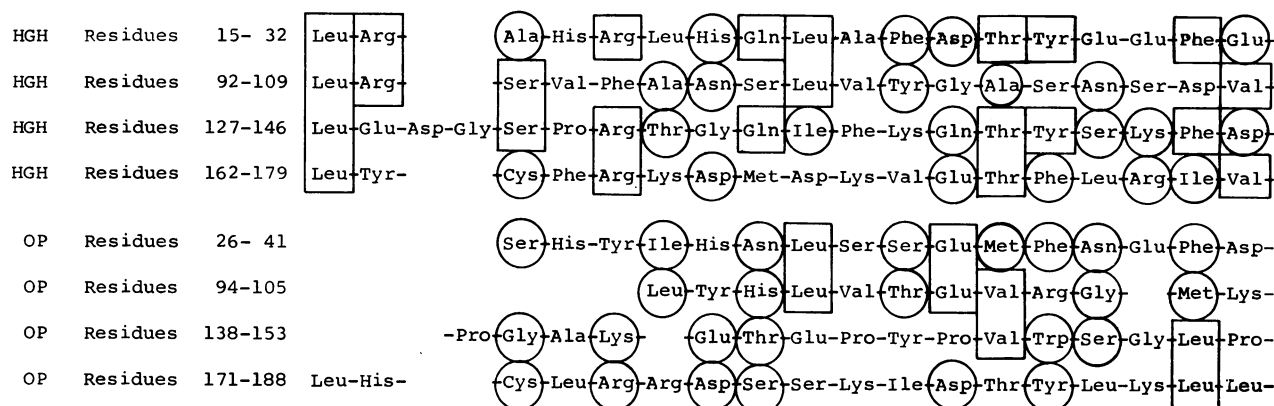 HGH Residues 15- 32 Leu-Arg- -Ala-His-Arg-Leu-His-Gln-Leu-Ala-Phe-Asp-Thr-Tyr-Glu-Glu-Phe-Glu-
HGH Residues 92-109 Leu-Arg- -Ser-Val-Phe-Ala-Asn-Ser-Leu-Val-Tyr-Gly-Ala-Ser-Asn-Ser-Asp-Val-
HGH Residues 127-146 Leu-Glu-Asp-Gly-Ser-Pro-Arg-Thr-Gly-Gln-Ile-Phe-Lys-Gln-Thr-Tyr-Ser-Lys-Phe-Asp-
HGH Residues 162-179 Leu-Tyr- -Cys-Phe-Arg-Lys-Asp-Met-Asp-Lys-Val-Glu-Thr-Phe-Leu-Arg-Ile-Val-
OP Residues 26- 41 Ser-His-Tyr-Ile-His-Asn-Leu-Ser-Ser-Glu-Met-Phe-Asn-Glu-Phe-Asp-
OP Residues 94-105 Leu-Tyr-His-Leu-Val-Thr-Glu-Val-Arg-Gly- -Met-Lys-
OP Residues 138-153 -Pro-Gly-Ala-Lys- -Glu-Thr-Glu-Pro-Tyr-Pro-Val-Trp-Ser-Gly-Leu-Pro-
OP Residues 171-188 Leu-His- -Cys-Leu-Arg-Arg-Asp-Ser-Ser-Lys-Ile-Asp-Thr-Tyr-Leu-Lys-Leu-Leu-